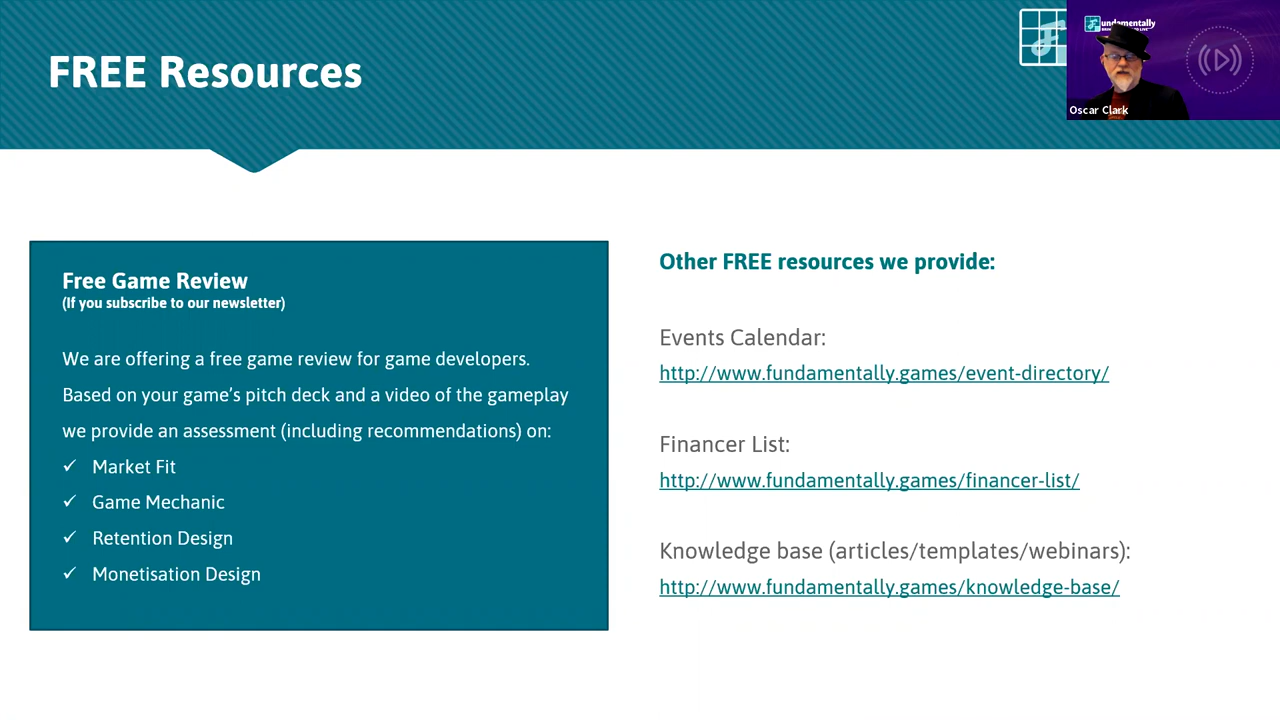 FREE Resources
undamentally
Oscar Clark
Free Game Review
(If you subscribe to our newsletter)
We are offering a free game review for game developers.
Based on your game’s pitch deck and a video of the gameplay
we provide an assessment (including recommendations) on:
✓ Market Fit
✓ Game Mechanic
✓ Retention Design
✓ Monetisation Design
Other FREE resources we provide:
Events Calendar:
http://www.fundamentally.games/event-directory/
Financer List:
http://www.fundamentally.games/financer-list/
Knowledge base (articles/templates/webinars):
http://www.fundamentally.games/knowledge-base/